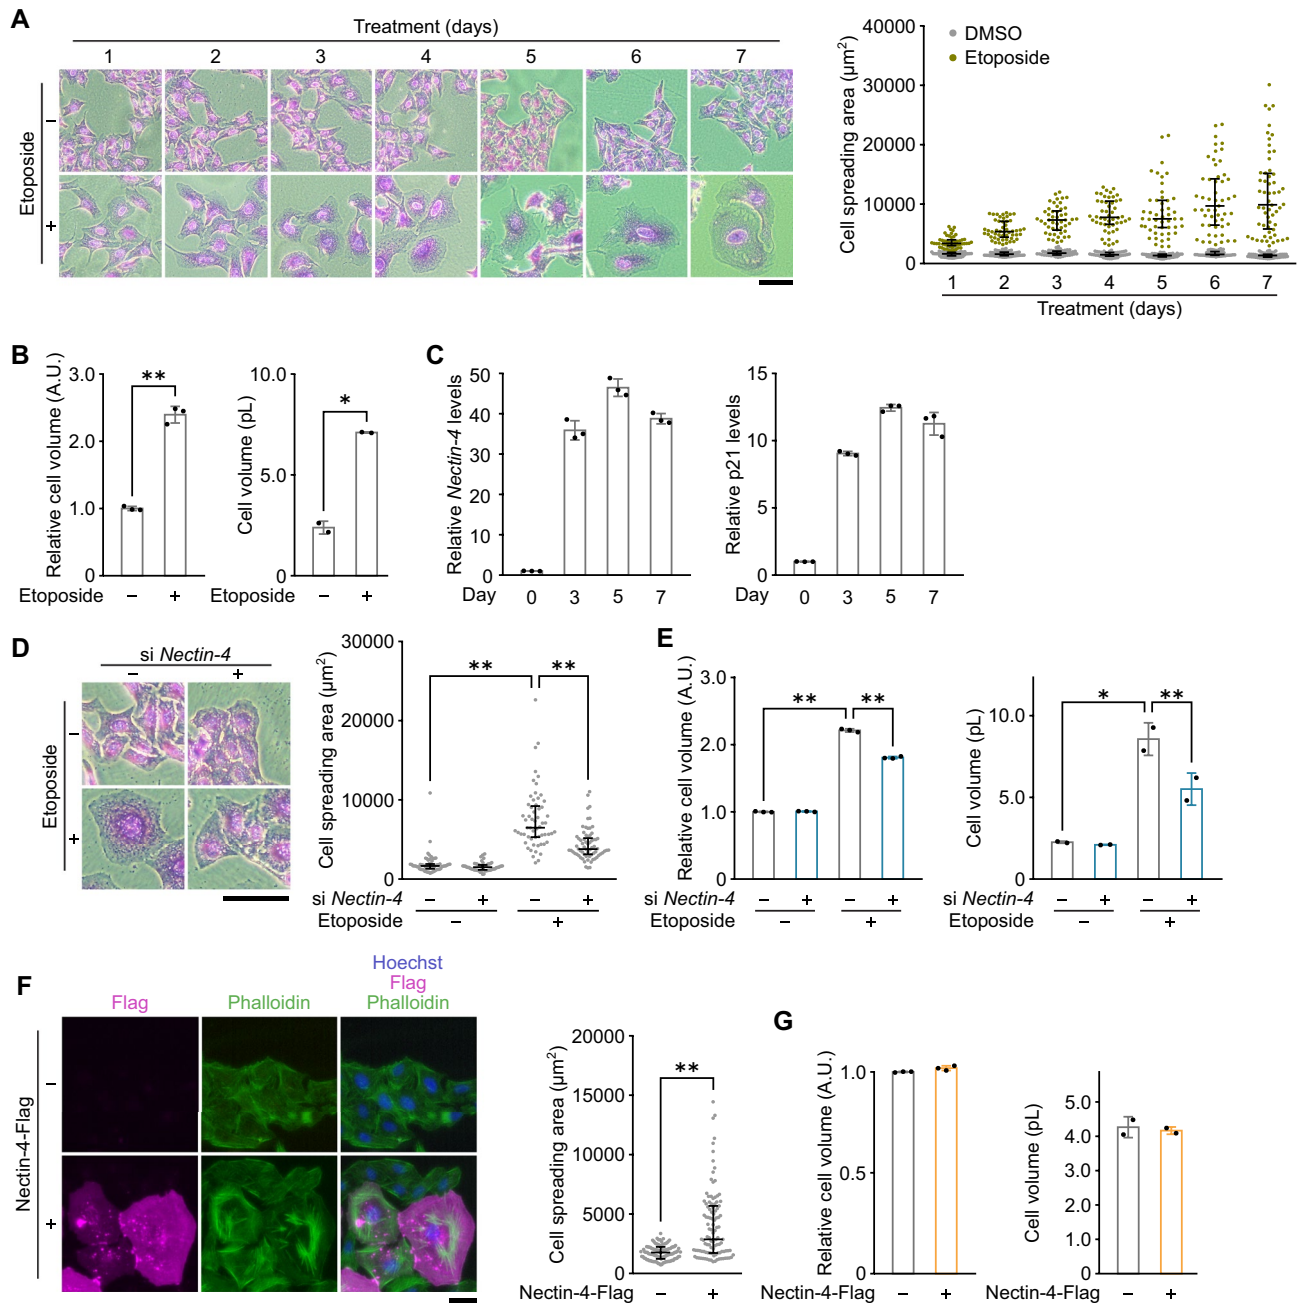 A
Treatment (days)
1 2 3 4 5 6 7
Etoposide
−
+
Cell spreading area (µm²)
40000
30000
20000
10000
0
DMSO
Etoposide
1 2 3 4 5 6 7
Treatment (days)
B
Relative cell volume (A.U.)
3.0
2.0
1.0
0
**
Etoposide − +
Cell volume (pL)
10.0
5.0
0
*
Etoposide − +
C
Relative Nectin-4 levels
50
40
30
20
10
0
Day 0 3 5 7
Relative p21 levels
15
10
5
0
Day 0 3 5 7
D
si Nectin-4
− +
Etoposide
−
+
Cell spreading area (µm²)
30000
20000
10000
0
** **
si Nectin-4 − + − +
Etoposide − +
E
Relative cell volume (A.U.)
3.0
2.0
1.0
0
** **
si Nectin-4 − + − +
Etoposide − +
Cell volume (pL)
10.0
5.0
0
* **
si Nectin-4 − + − +
Etoposide − +
F
Hoechst
Flag
Flag Phalloidin Phalloidin
Nectin-4-Flag
−
+
Cell spreading area (µm²)
20000
15000
10000
5000
0
**
Nectin-4-Flag − +
G
Relative cell volume (A.U.)
1.0
0.5
0
Nectin-4-Flag − +
Cell volume (pL)
5.0
4.0
3.0
2.0
1.0
0
Nectin-4-Flag − +